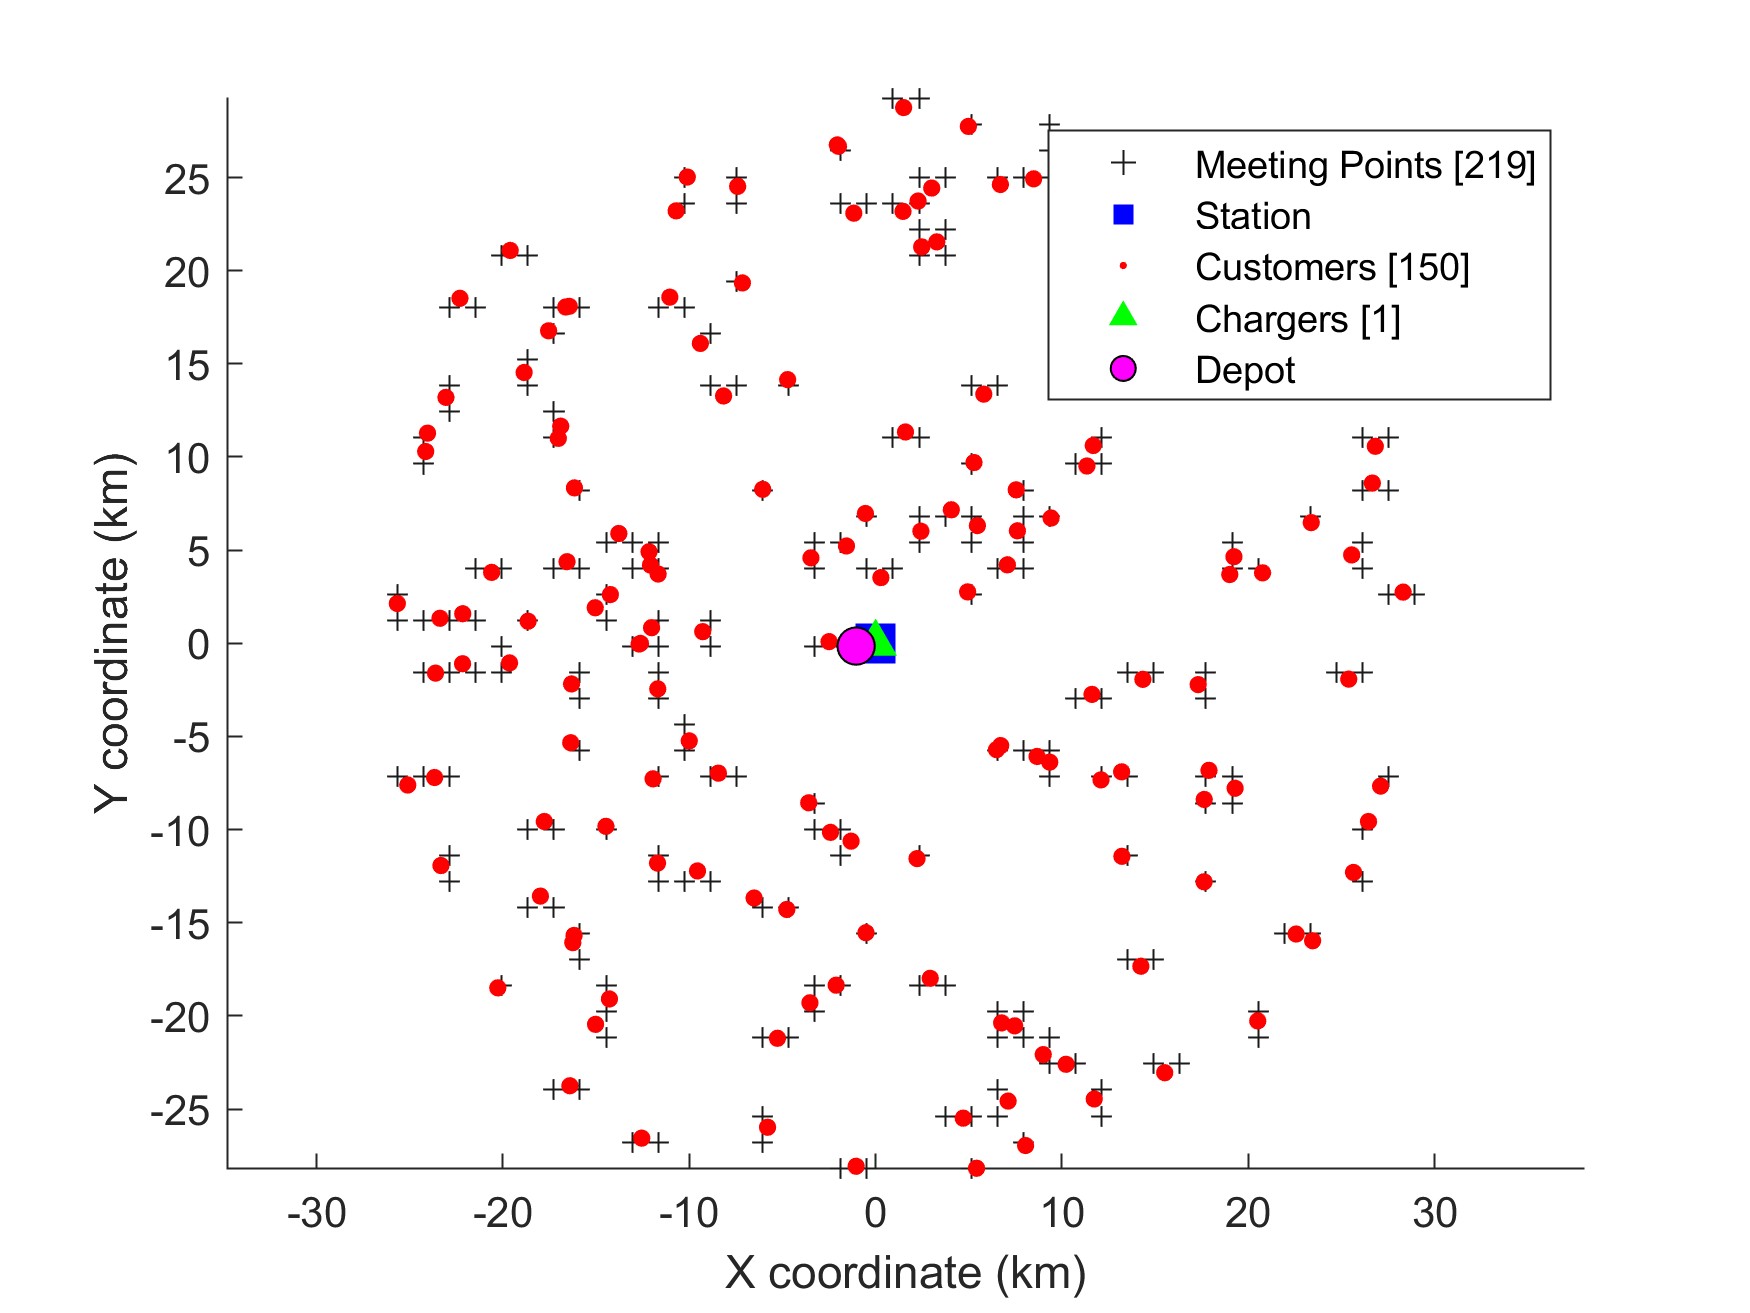 Meeting Points [219]
Station
Customers [150]
Chargers [1]
Depot
25
20
15
10
5
0
-5
-10
-15
-20
-25
Y coordinate (km)
-30 -20 -10 0 10 20 30
X coordinate (km)